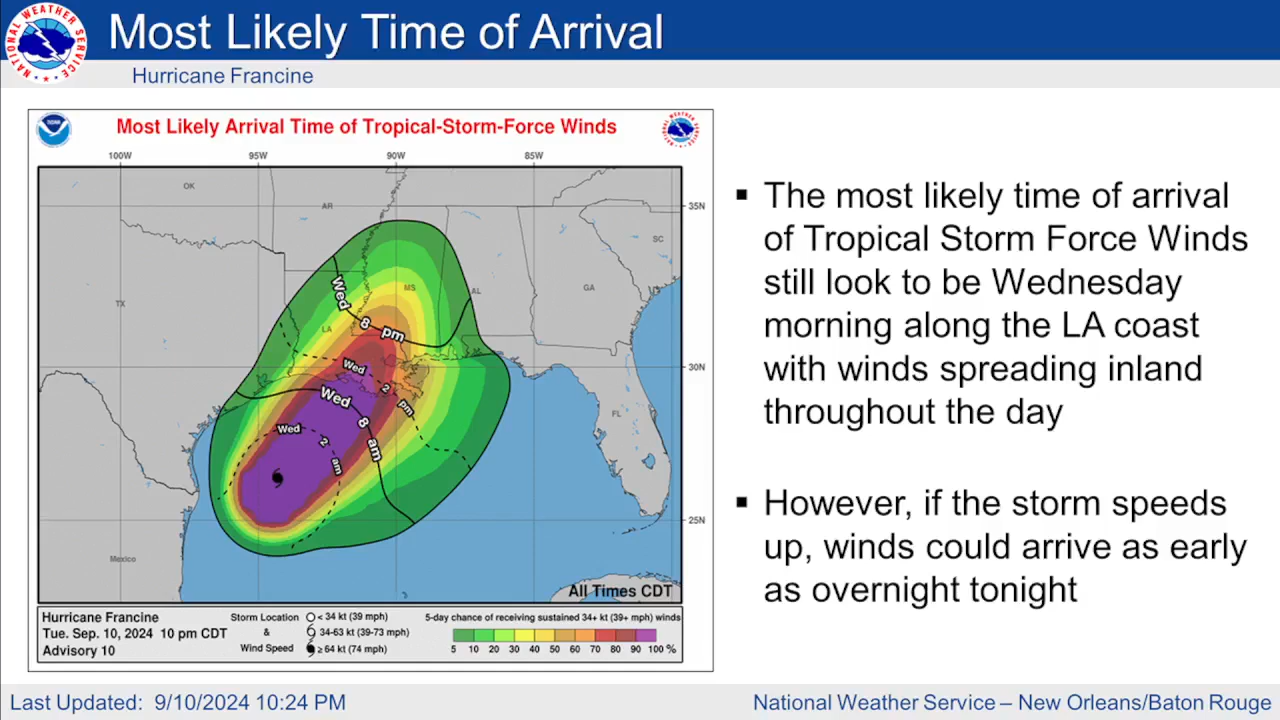 Most Likely Time of Arrival
NATIONAL WEATHER SERVICE
Hurricane Francine
NOAA
Most Likely Arrival Time of Tropical-Storm-Force Winds
100W 95W 90W 85W
OK
AR
35N
SC
TX
MS
AL
GA
LA
Wed 8 pm
30N
Wed 2 pm
Wed 8 am
FL
Wed 2 am
25N
Mexico
All Times CDT
Hurricane Francine
Tue. Sep. 10, 2024 10 pm CDT
Advisory 10
Storm Location
&
Wind Speed
< 34 kt (39 mph)
34-63 kt (39-73 mph)
≥ 64 kt (74 mph)
5-day chance of receiving sustained 34+ kt (39+ mph) winds
5 10 20 30 40 50 60 70 80 90 100 %
▪ The most likely time of arrival
of Tropical Storm Force Winds
still look to be Wednesday
morning along the LA coast
with winds spreading inland
throughout the day
▪ However, if the storm speeds
up, winds could arrive as early
as overnight tonight
Last Updated: 9/10/2024 10:24 PM
National Weather Service – New Orleans/Baton Rouge